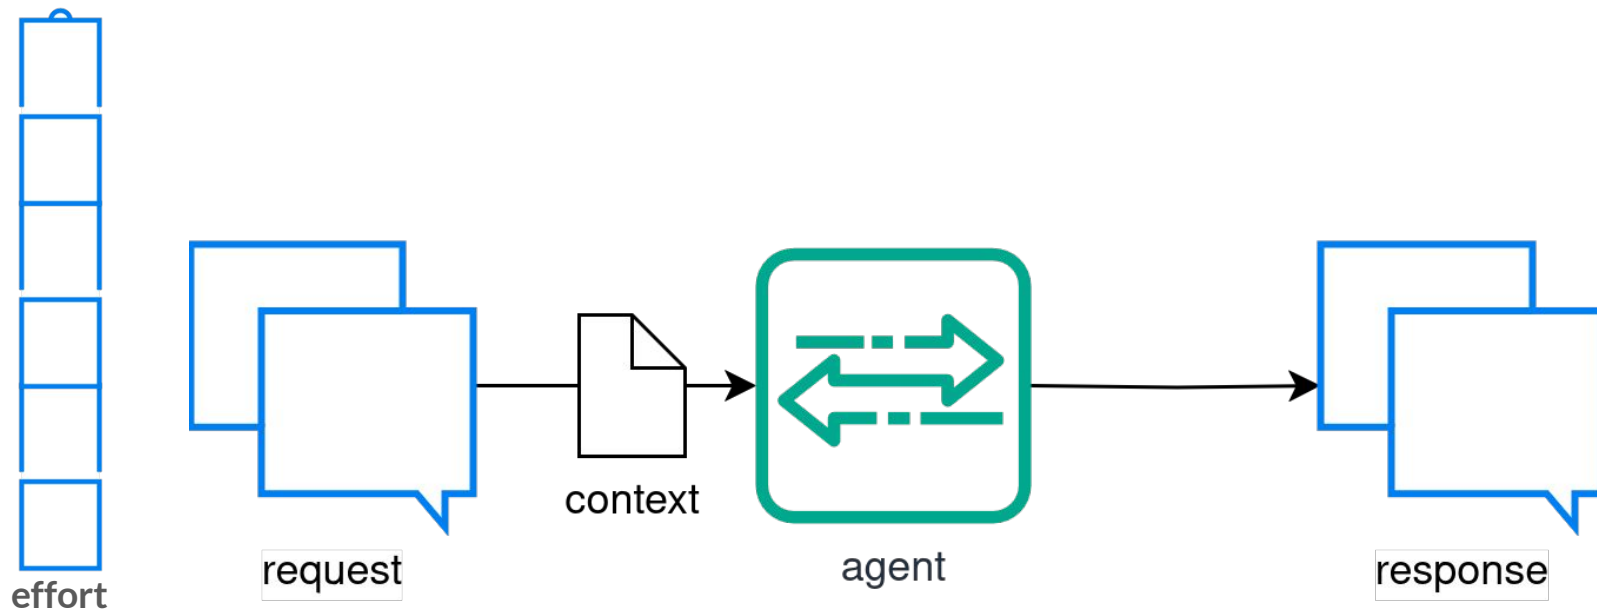 effort
request
context
agent
response